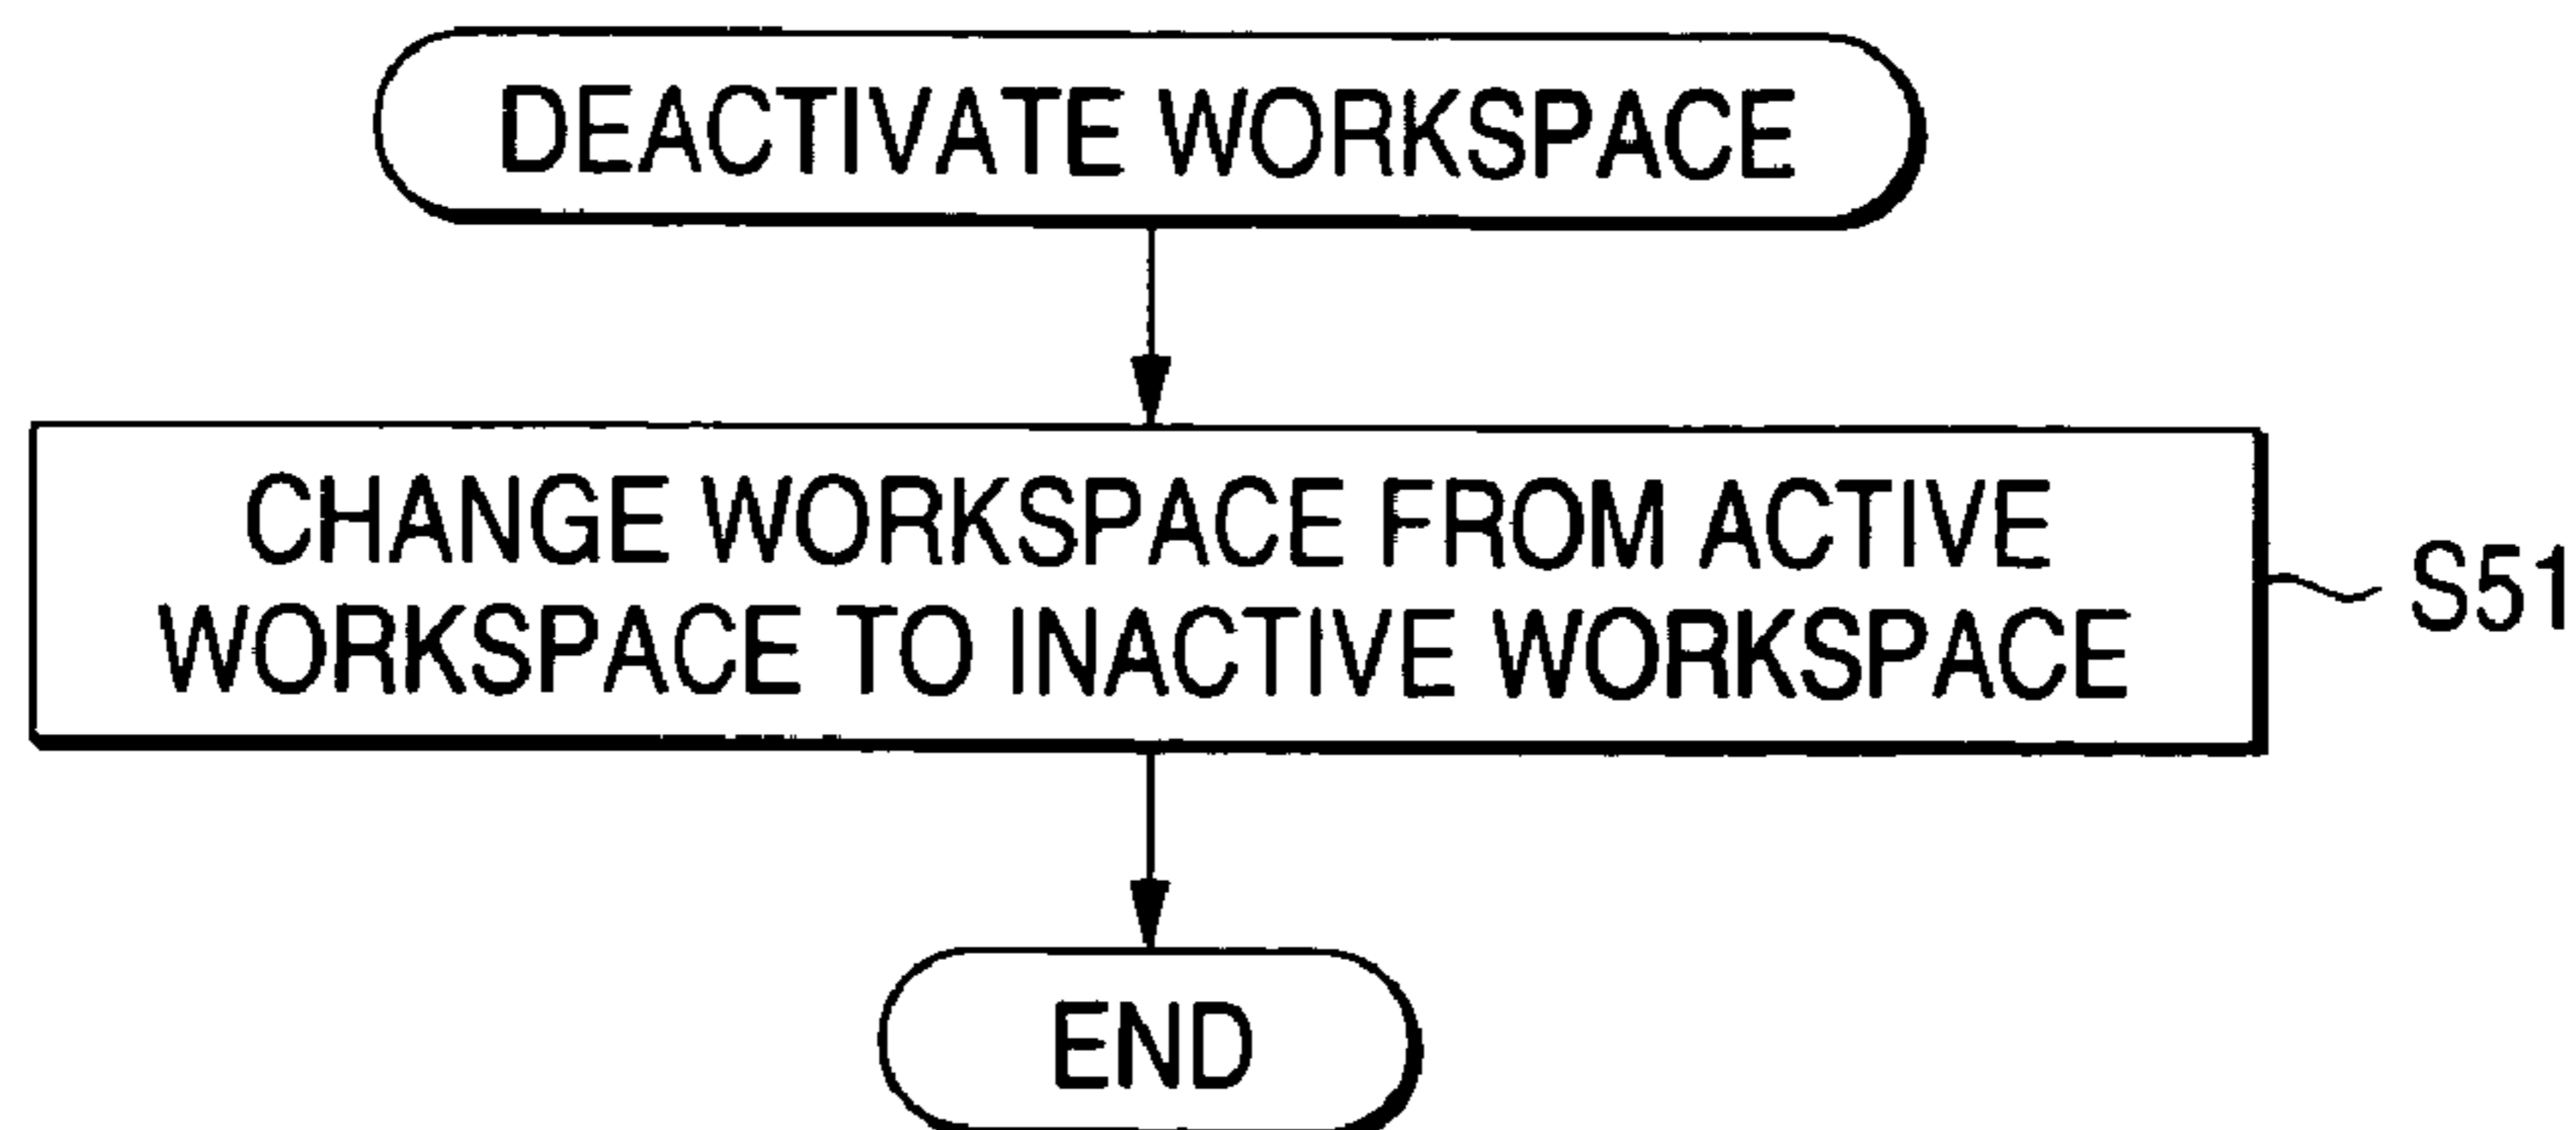 DEACTIVATE WORKSPACE
CHANGE WORKSPACE FROM ACTIVE
WORKSPACE TO INACTIVE WORKSPACE
S51
END